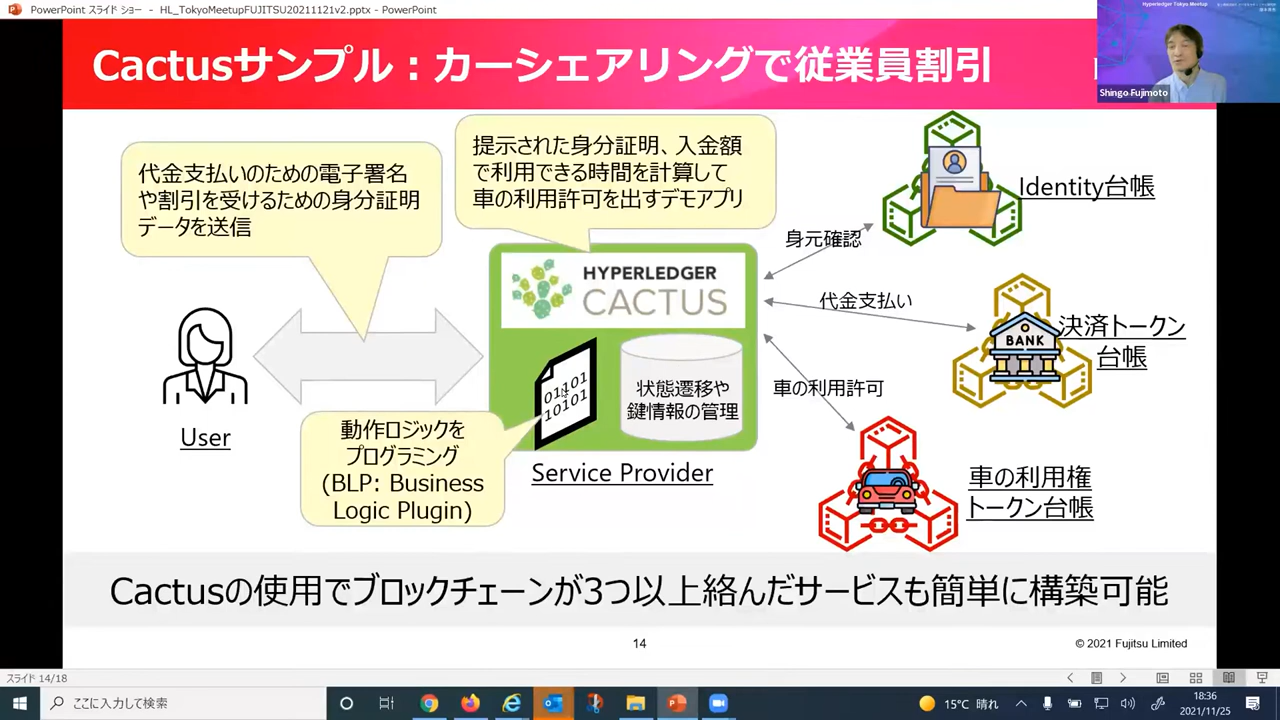 PowerPoint スライド ショー - HL_TokyoMeetupFUJITSU20211121v2.pptx - PowerPoint
Hyperledger Tokyo Meetup
Shingo Fujimoto
Cactusサンプル：カーシェアリングで従業員割引
代金支払いのための電子署名
や割引を受けるための身分証明
データを送信
提示された身分証明、入金額
で利用できる時間を計算して
車の利用許可を出すデモアプリ
Identity台帳
身元確認
HYPERLEDGER
CACTUS
代金支払い
決済トークン
台帳
BANK
01101
10101
状態遷移や
鍵情報の管理
車の利用許可
User
動作ロジックを
プログラミング
(BLP: Business
Logic Plugin)
Service Provider
車の利用権
トークン台帳
Cactusの使用でブロックチェーンが3つ以上絡んだサービスも簡単に構築可能
14
© 2021 Fujitsu Limited
スライド 14/18
ここに入力して検索
15°C 晴れ
18:36
2021/11/25